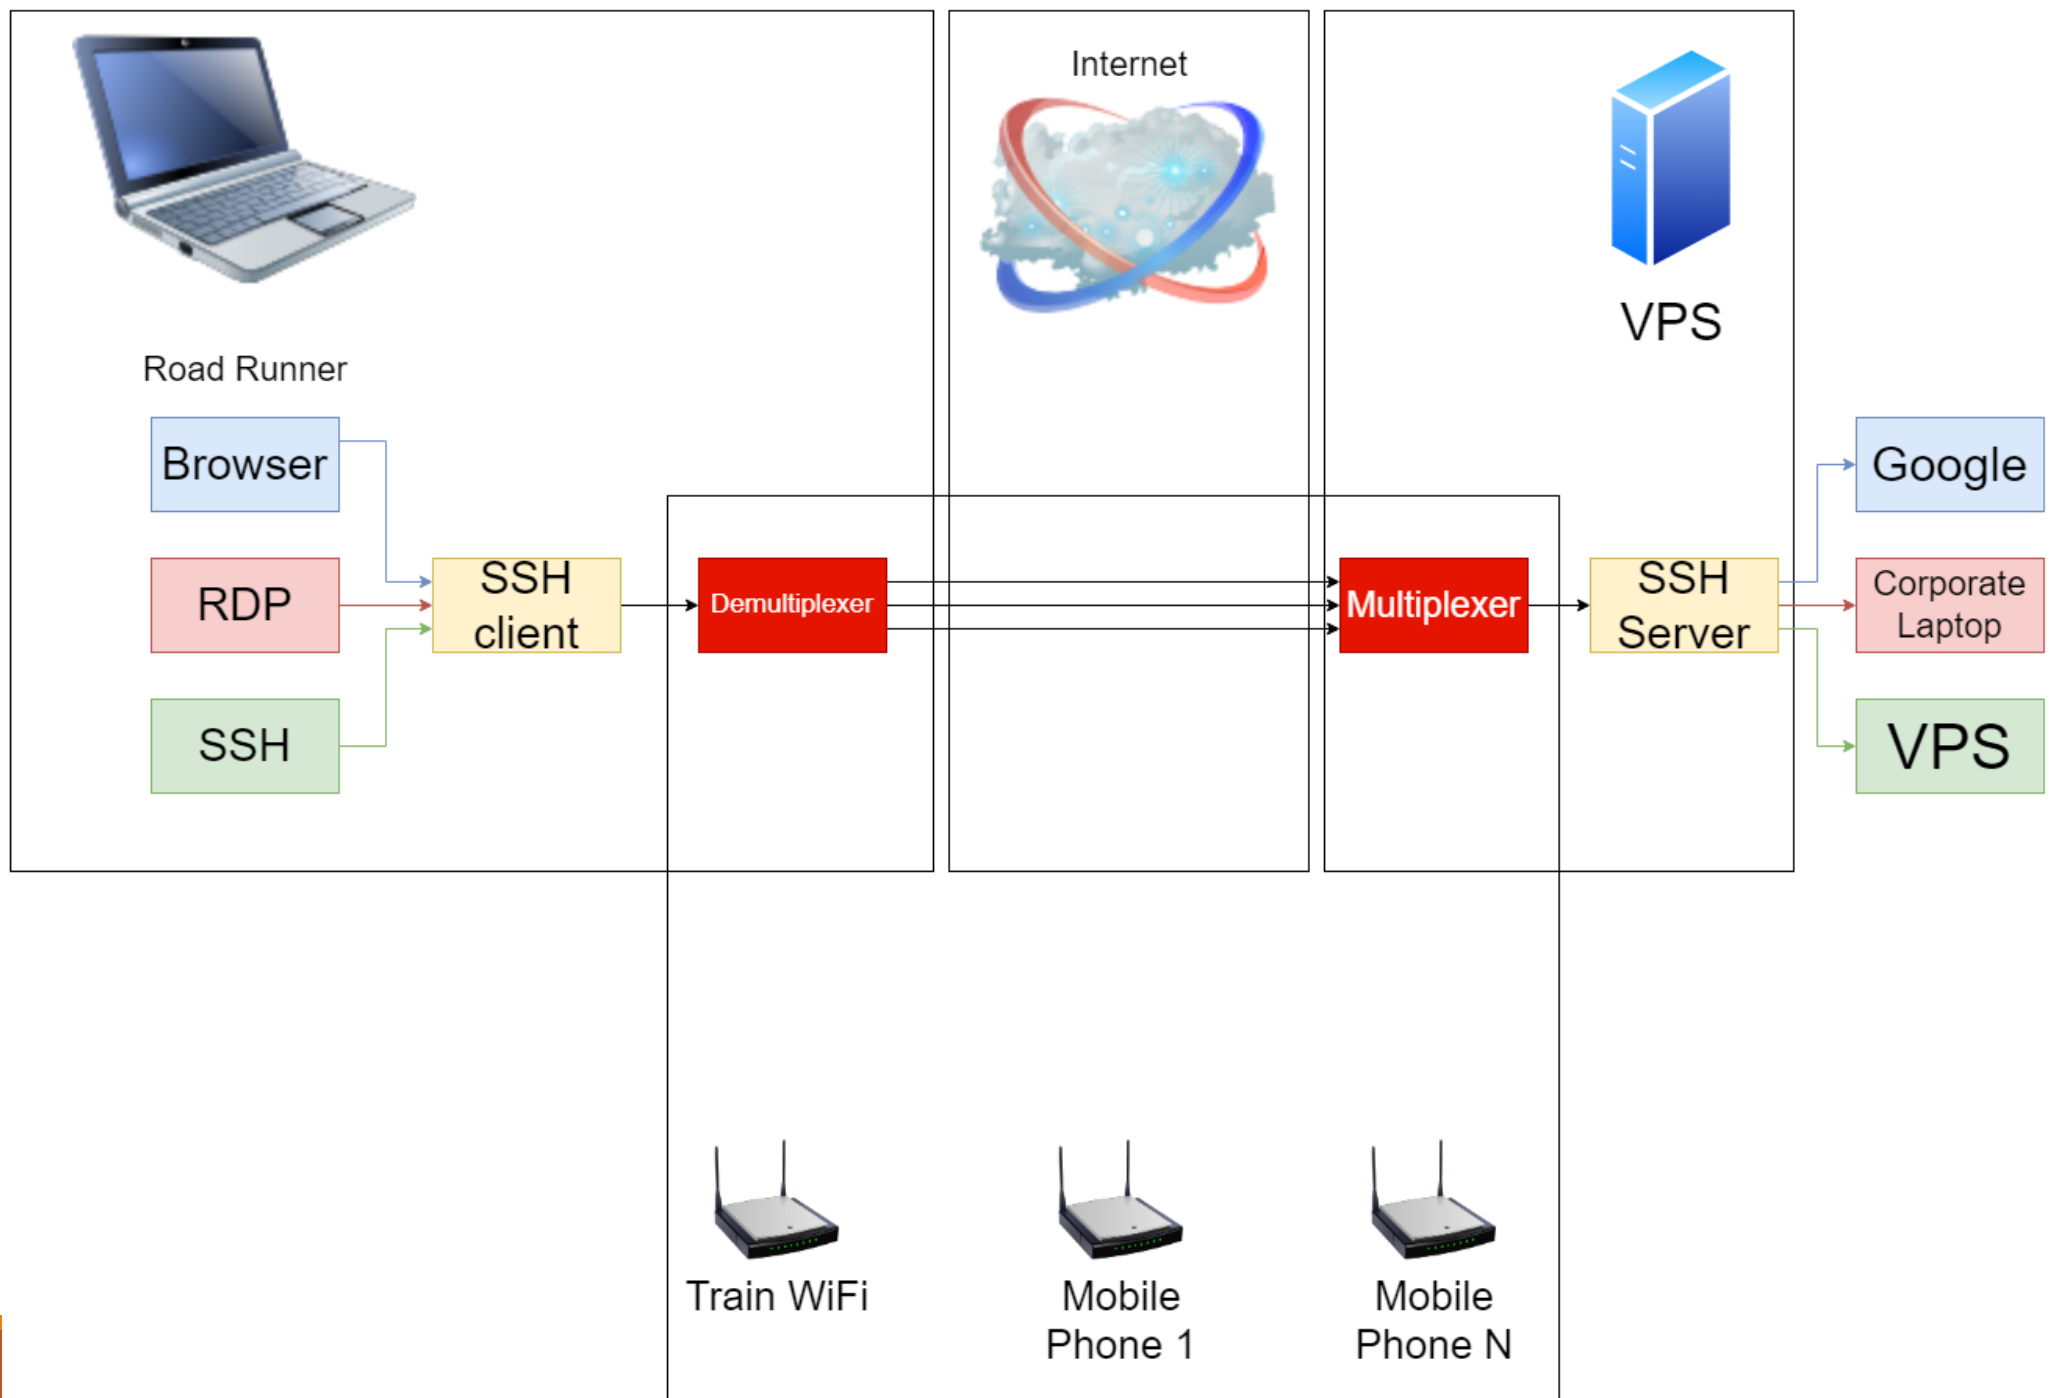 Internet
VPS
Road Runner
Browser
Google
RDP
SSH
client
Demultiplexer
Multiplexer
SSH
Server
Corporate
Laptop
SSH
VPS
Train WiFi
Mobile
Phone 1
Mobile
Phone N